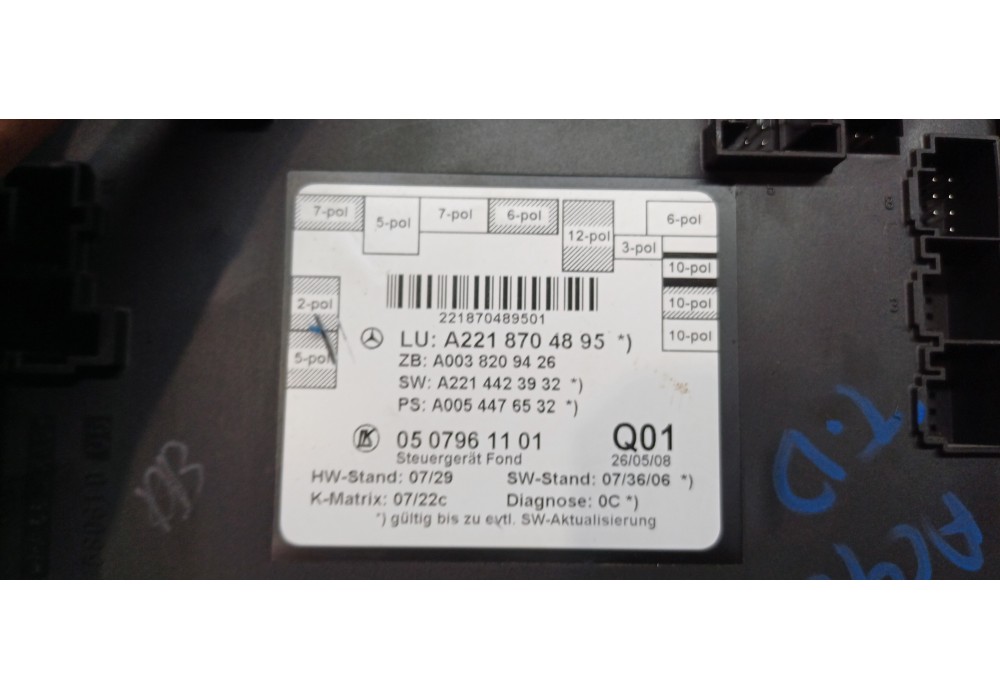 7-pol
5-pol
7-pol
6-pol
12-pol
3-pol
6-pol
10-pol
10-pol
10-pol
2-pol
5-pol
221870489501
LU: A221 870 48 95 *)
ZB: A003 820 94 26
SW: A221 442 39 32 *)
PS: A005 447 65 32 *)
05 0796 11 01
Q01
Steuergerät Fond
26/05/08
HW-Stand: 07/29
SW-Stand: 07/36/06 *)
K-Matrix: 07/22c
Diagnose: 0C *)
*) gültig bis zu evtl. SW-Aktualisierung